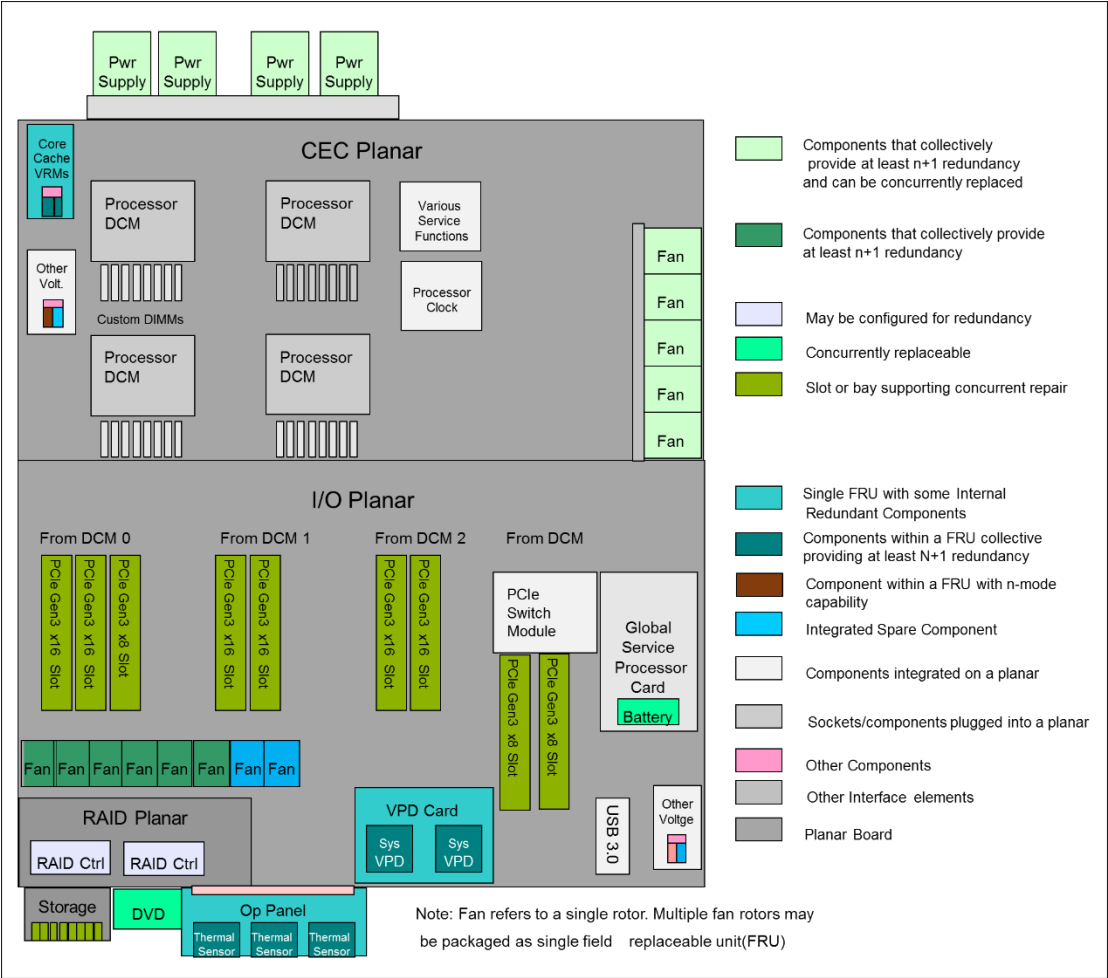 Pwr
Supply
Pwr
Supply
Pwr
Supply
Pwr
Supply
CEC Planar
Core
Cache
VRMs
Processor
DCM
Processor
DCM
Various
Service
Functions
Other
Volt.
Processor
Clock
Custom DIMMs
Processor
DCM
Processor
DCM
Fan
Fan
Fan
Fan
Fan
I/O Planar
From DCM 0
From DCM 1
From DCM 2
From DCM
PCIe Gen3 x16 Slot
PCIe Gen3 x16 Slot
PCIe Gen3 x8 Slot
PCIe Gen3 x16 Slot
PCIe Gen3 x16 Slot
PCIe Gen3 x16 Slot
PCIe Gen3 x16 Slot
PCIe
Switch
Module
PCIe Gen3 x8 Slot
PCIe Gen3 x8 Slot
Global
Service
Processor
Card
Battery
Fan
Fan
Fan
Fan
Fan
Fan
Fan
Fan
RAID Planar
RAID Ctrl
RAID Ctrl
VPD Card
Sys
VPD
Sys
VPD
USB 3.0
Other
Voltge
Storage
DVD
Op Panel
Thermal
Sensor
Thermal
Sensor
Thermal
Sensor
Note: Fan refers to a single rotor. Multiple fan rotors may
be packaged as single field replaceable unit(FRU)
Components that collectively
provide at least n+1 redundancy
and can be concurrently replaced
Components that collectively provide
at least n+1 redundancy
May be configured for redundancy
Concurrently replaceable
Slot or bay supporting concurrent repair
Single FRU with some Internal
Redundant Components
Components within a FRU collective
providing at least N+1 redundancy
Component within a FRU with n-mode
capability
Integrated Spare Component
Components integrated on a planar
Sockets/components plugged into a planar
Other Components
Other Interface elements
Planar Board